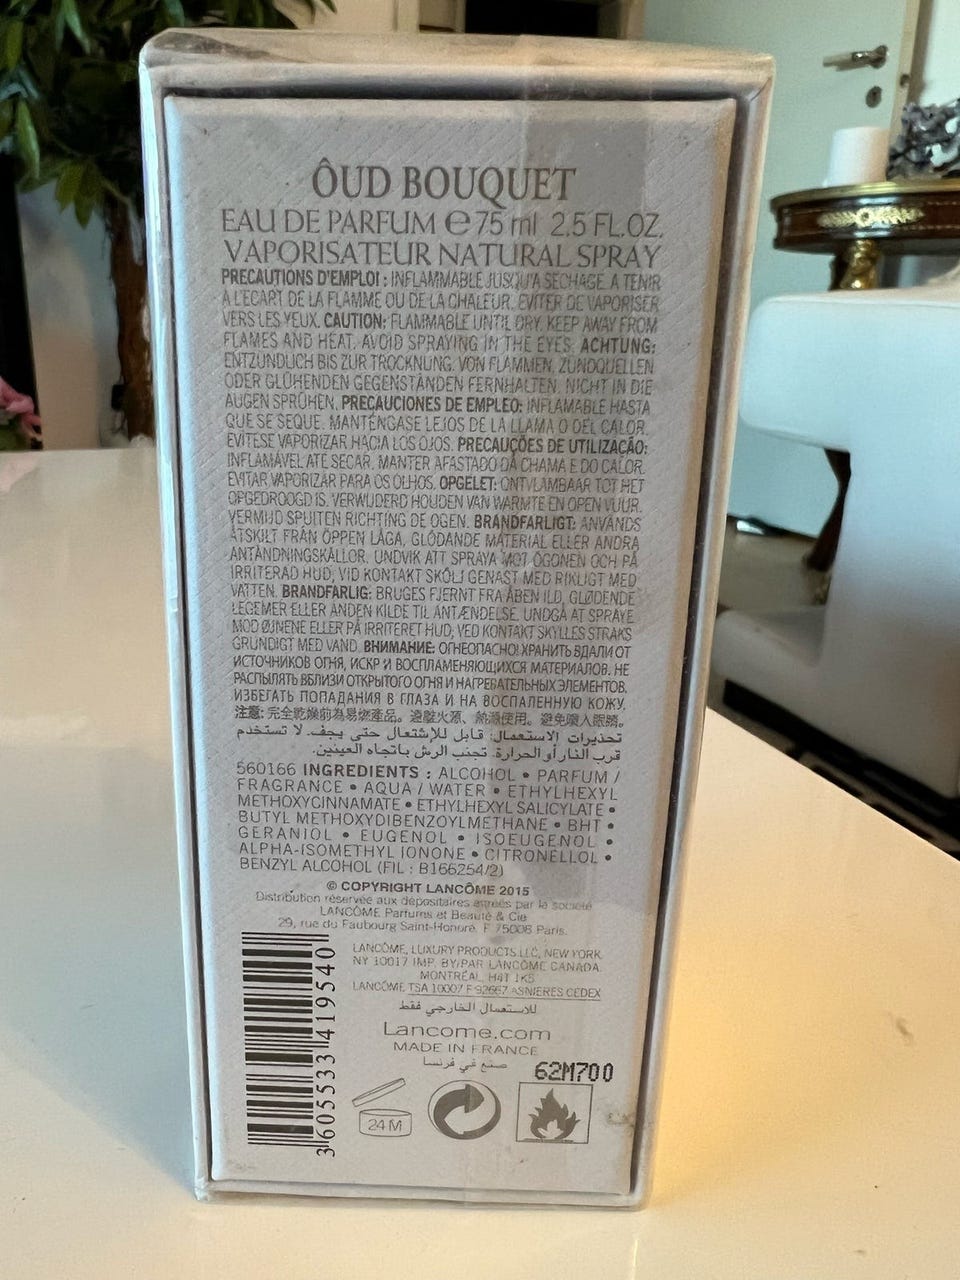 ÔUD BOUQUET
EAU DE PARFUM e 75 ml 2.5 FL.OZ.
VAPORISATEUR NATURAL SPRAY
PRECAUTIONS D'EMPLOI : INFLAMMABLE JUSQU'A SECHAGE. A TENIR
A L'ECART DE LA FLAMME OU DE LA CHALEUR. EVITER DE VAPORISER
VERS LES YEUX. CAUTION: FLAMMABLE UNTIL DRY. KEEP AWAY FROM
FLAMES AND HEAT. AVOID SPRAYING IN THE EYES. ACHTUNG:
ENTZÜNDLICH BIS ZUR TROCKNUNG. VON FLAMMEN, ZÜNDQUELLEN
ODER GLÜHENDEN GEGENSTÄNDEN FERNHALTEN. NICHT IN DIE
AUGEN SPRÜHEN. PRECAUCIONES DE EMPLEO: INFLAMABLE HASTA
QUE SE SEQUE. MANTÉNGASE LEJOS DE LA LLAMA O DEL CALOR.
EVÍTESE VAPORIZAR HACIA LOS OJOS. PRECAUÇÕES DE UTILIZAÇÃO:
INFLAMÁVEL ATÉ SECAR. MANTER AFASTADO DA CHAMA E DO CALOR.
EVITAR VAPORIZAR PARA OS OLHOS. OPGELET: ONTVLAMBAAR TOT HET
OPGEDROOGD IS. VERWIJDERD HOUDEN VAN WARMTE EN OPEN VUUR.
VERMIJD SPUITEN RICHTING DE OGEN. BRANDFARLIGT: ANVÄNDS
ÅTSKILT FRÅN ÖPPEN LÅGA, GLÖDANDE MATERIAL ELLER ANDRA
ANTÄNDNINGSKÄLLOR. UNDVIK ATT SPRAYA MOT ÖGONEN OCH PÅ
IRRITERAD HUD; VID KONTAKT SKÖLJ GENAST MED RIKLIGT MED
VATTEN. BRANDFARLIG: BRUGES FJERNT FRA ÅBEN ILD, GLØDENDE
LEGEMER ELLER ANDEN KILDE TIL ANTÆNDELSE. UNDGÅ AT SPRAYE
MOD ØJNENE ELLER PÅ IRRITERET HUD; VED KONTAKT SKYLLES STRAKS
GRUNDIGT MED VAND. ВНИМАНИЕ: ОГНЕОПАСНО! ХРАНИТЬ ВДАЛИ ОТ
ИСТОЧНИКОВ ОГНЯ, ИСКР И ВОСПЛАМЕНЯЮЩИХСЯ МАТЕРИАЛОВ. НЕ
РАСПЫЛЯТЬ ВБЛИЗИ ОТКРЫТОГО ОГНЯ И НАГРЕВАТЕЛЬНЫХ ЭЛЕМЕНТОВ.
ИЗБЕГАТЬ ПОПАДАНИЯ В ГЛАЗА И НА ВОСПАЛЕННУЮ КОЖУ.
注意: 完全乾燥前為易燃產品。遠離火源、熱源使用。避免噴入眼睛。
تحذيرات الاستعمال: قابل للإشتعال حتى يجف. لا تستخدم
قرب النار أو الحرارة. تجنب الرش باتجاه العينين.
560166 INGREDIENTS : ALCOHOL • PARFUM /
FRAGRANCE • AQUA / WATER • ETHYLHEXYL
METHOXYCINNAMATE • ETHYLHEXYL SALICYLATE •
BUTYL METHOXYDIBENZOYLMETHANE • BHT •
GERANIOL • EUGENOL • ISOEUGENOL •
ALPHA-ISOMETHYL IONONE • CITRONELLOL •
BENZYL ALCOHOL (FIL : B166254/2)
© COPYRIGHT LANCÔME 2015
Distribution réservée aux dépositaires agréés par la société
LANCÔME Parfums et Beauté & Cie
29, rue du Faubourg Saint-Honoré, F 75008 Paris.
LANCÔME, LUXURY PRODUCTS LLC, NEW YORK,
NY 10017 IMP. BY/PAR LANCÔME CANADA.
MONTRÉAL, H4T 1K5
LANCÔME TSA 10007 F 92667 ASNIERES CEDEX
للاستعمال الخارجي فقط
Lancome.com
MADE IN FRANCE
صنع في فرنسا
62M700
3 605533 419540
24 M